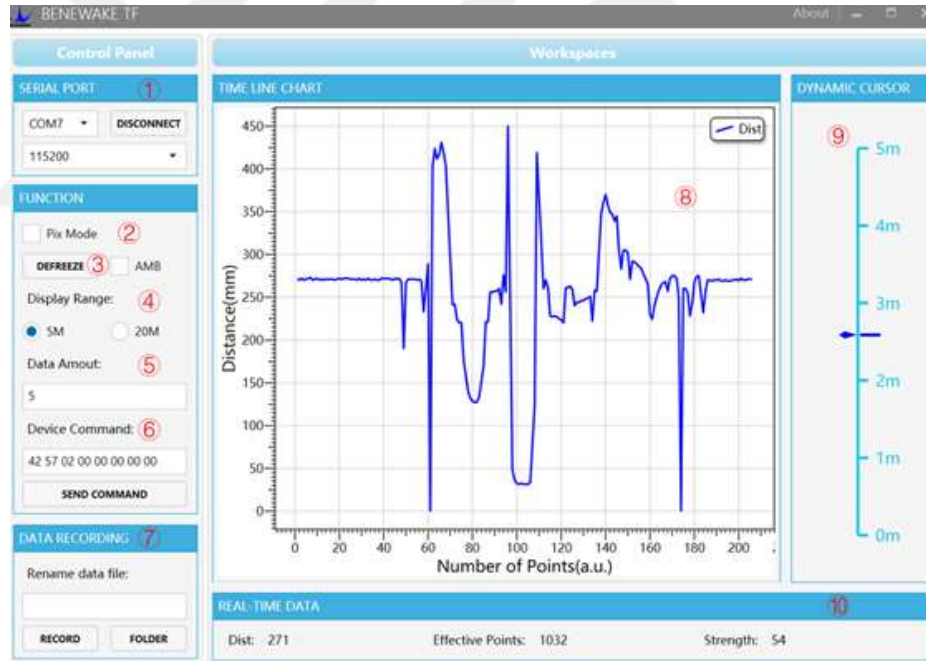 BENEWAKE TF
About
Control Panel
Workspaces
SERIAL PORT ①
COM7 DISCONNECT
115200
FUNCTION
Pix Mode ②
DEFREEZE ③ AMB
Display Range: ④
5M 20M
Data Amout: ⑤
5
Device Command: ⑥
42 57 02 00 00 00 00 00
SEND COMMAND
DATA RECORDING ⑦
Rename data file:
RECORD FOLDER
TIME LINE CHART
Dist
⑧
Distance(mm)
450
400
350
300
250
200
150
100
50
0
0 20 40 60 80 100 120 140 160 180 200
Number of Points(a.u.)
DYNAMIC CURSOR
⑨
5m
4m
3m
2m
1m
0m
REAL-TIME DATA ⑩
Dist: 271 Effective Points: 1032 Strength: 54